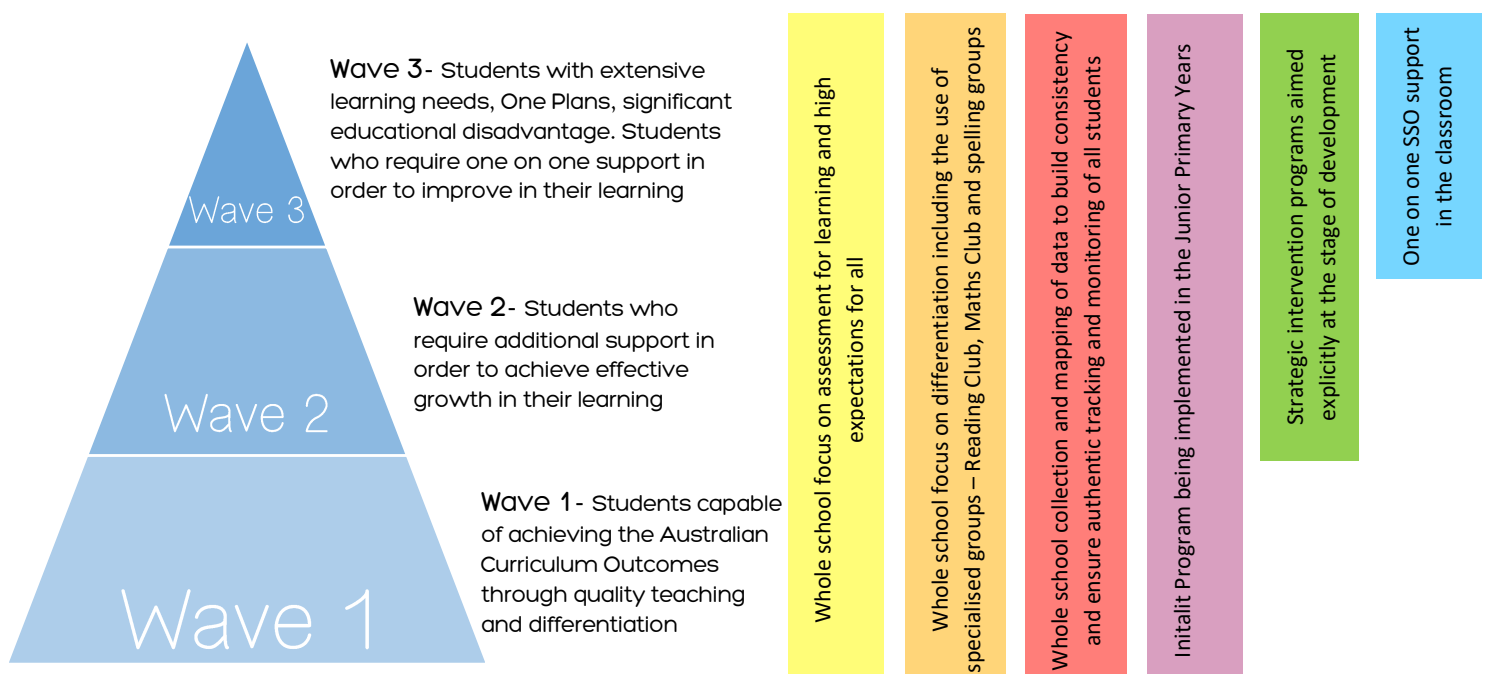 Wave 3- Students with extensive
learning needs, One Plans, significant
educational disadvantage. Students
who require one on one support in
order to improve in their learning
Wave 3
Wave 2- Students who
require additional support in
order to achieve effective
growth in their learning
Wave 2
Wave 1- Students capable
of achieving the Australian
Curriculum Outcomes
through quality teaching
and differentiation
Wave 1
Whole school focus on assessment for learning and high
expectations for all
Whole school focus on differentiation including the use of
specialised groups – Reading Club, Maths Club and spelling groups
Whole school collection and mapping of data to build consistency
and ensure authentic tracking and monitoring of all students
Initalit Program being implemented in the Junior Primary Years
Strategic intervention programs aimed
explicitly at the stage of development
One on one SSO support
in the classroom